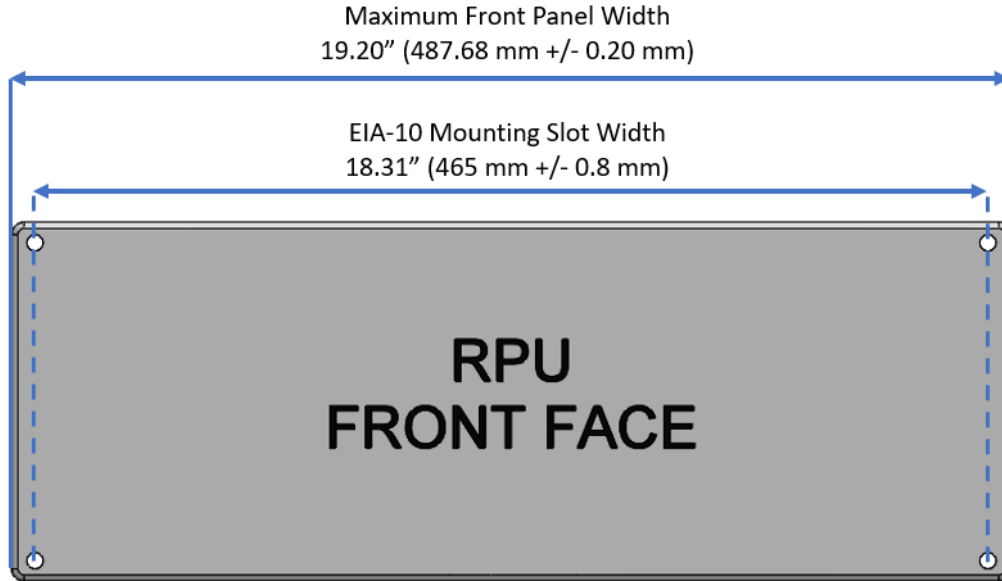 Maximum Front Panel Width
19.20” (487.68 mm +/- 0.20 mm)
EIA-10 Mounting Slot Width
18.31” (465 mm +/- 0.8 mm)
RPU
FRONT FACE